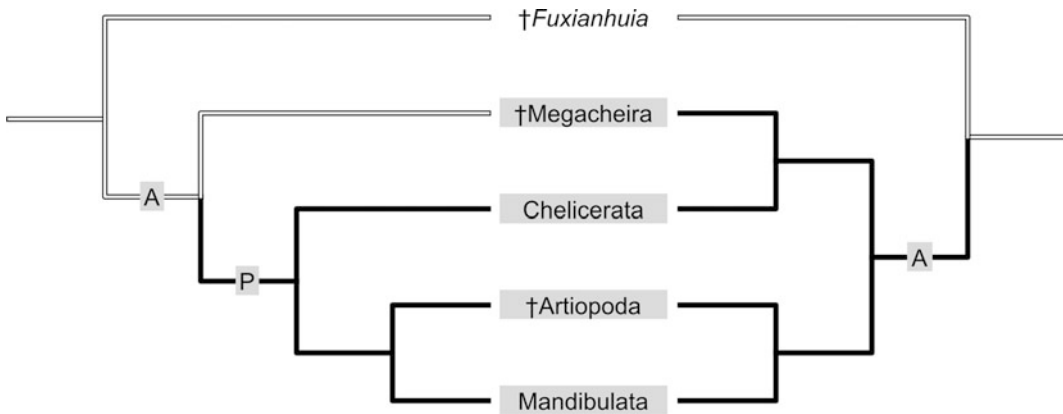 †Fuxianhuia
†Megacheira
A
Chelicerata
A
P
†Artiopoda
Mandibulata